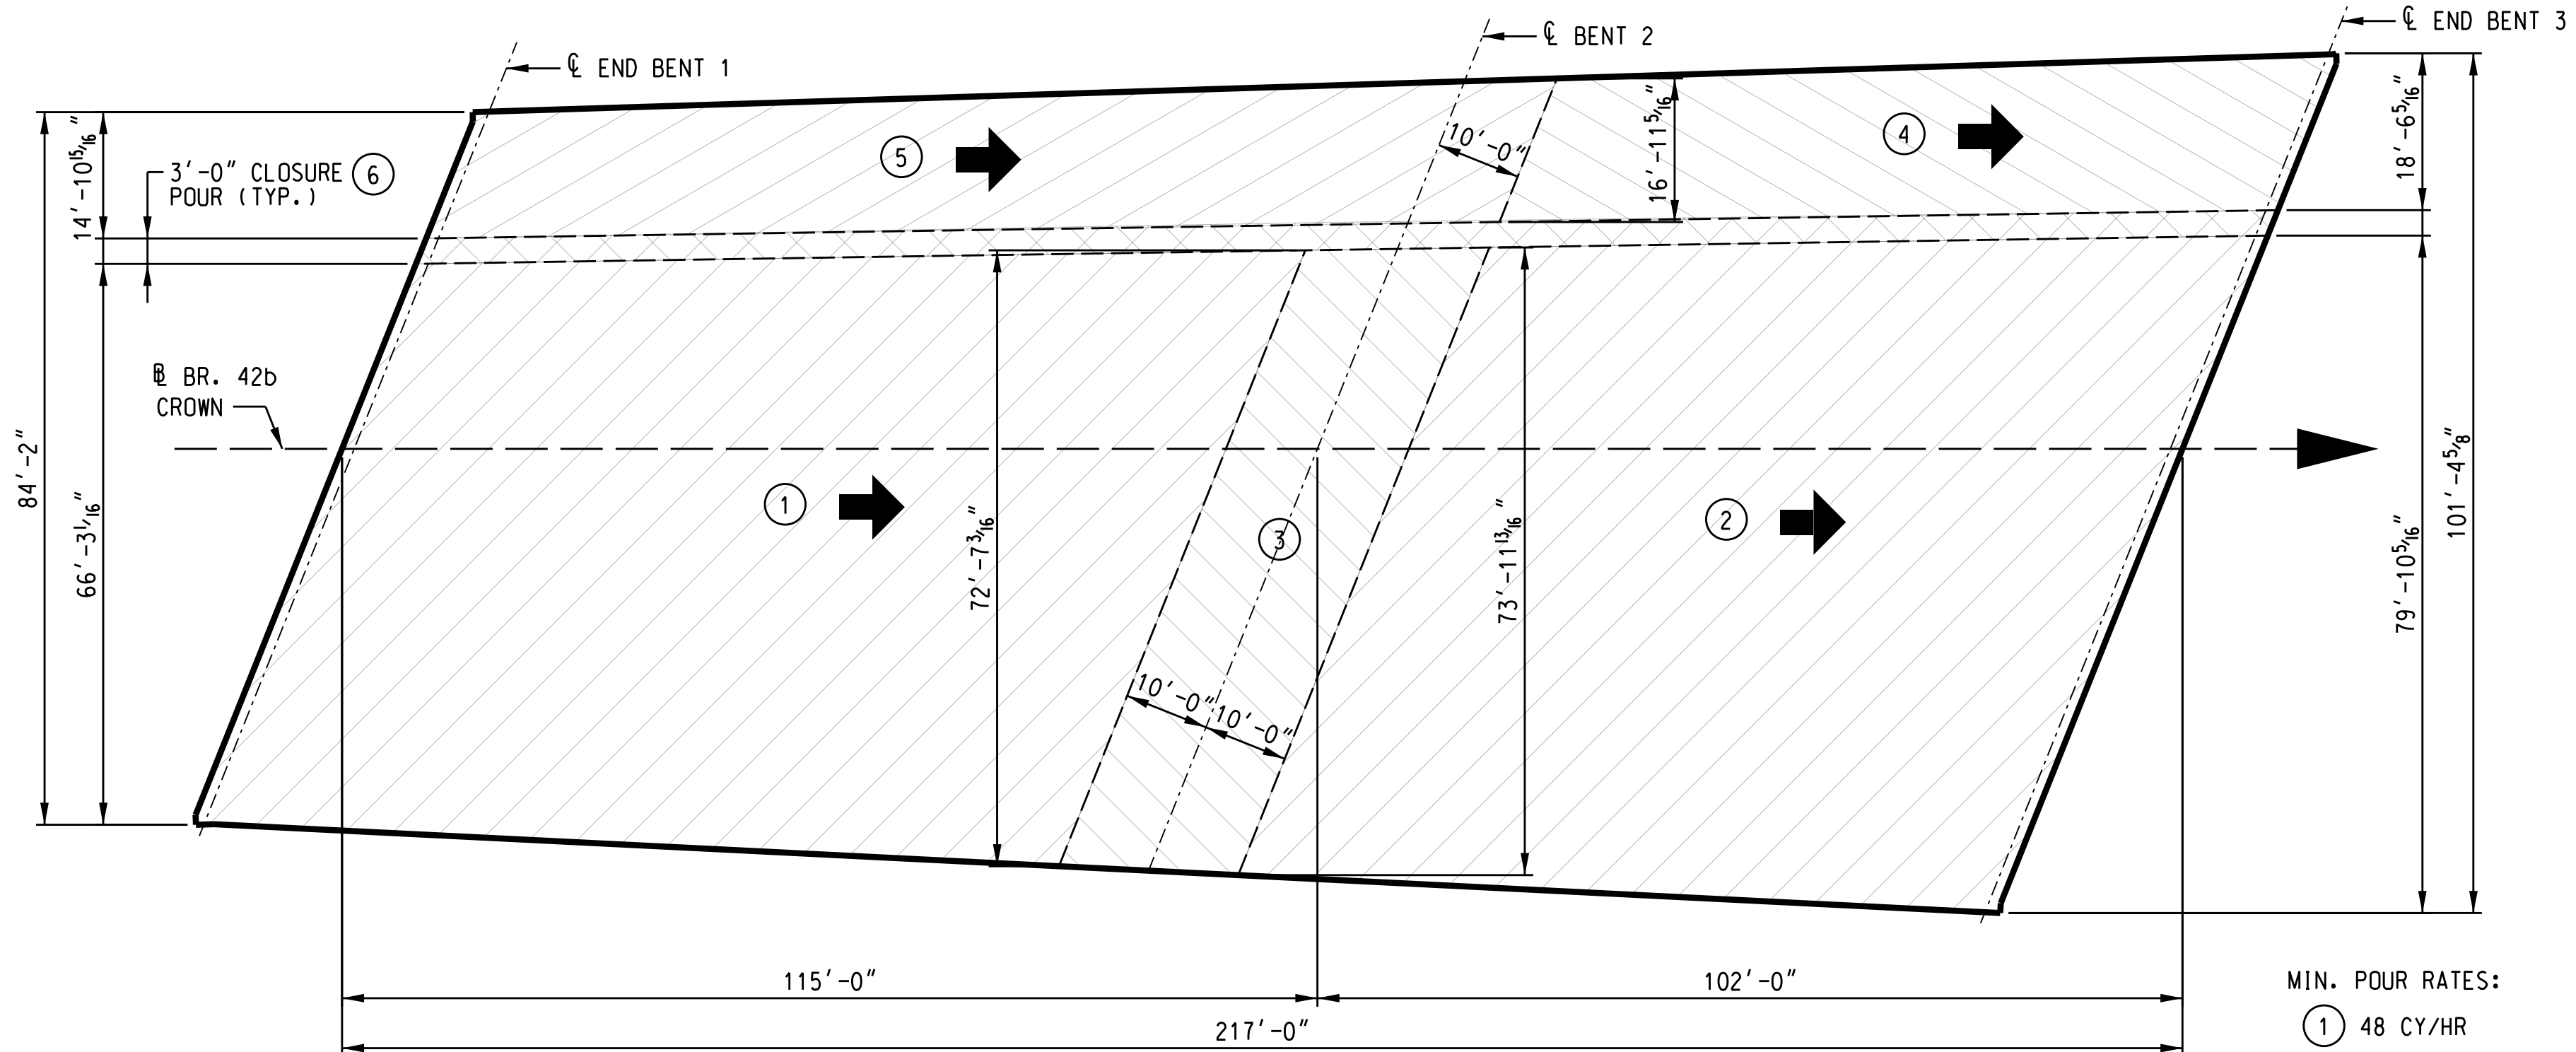 ℄ END BENT 1
℄ BENT 2
℄ END BENT 3
14'-10 15/16"
3'-0" CLOSURE 6
POUR (TYP.)
5
10'-0"
16'-11 5/16"
4
18'-6 5/16"
84'-2"
66'-3 1/16"
BL BR. 42b
CROWN
1
72'-7 3/16"
3
73'-11 13/16"
2
79'-10 5/16"
101'-4 5/8"
10'-0"
10'-0"
115'-0"
102'-0"
217'-0"
MIN. POUR RATES:
1 48 CY/HR